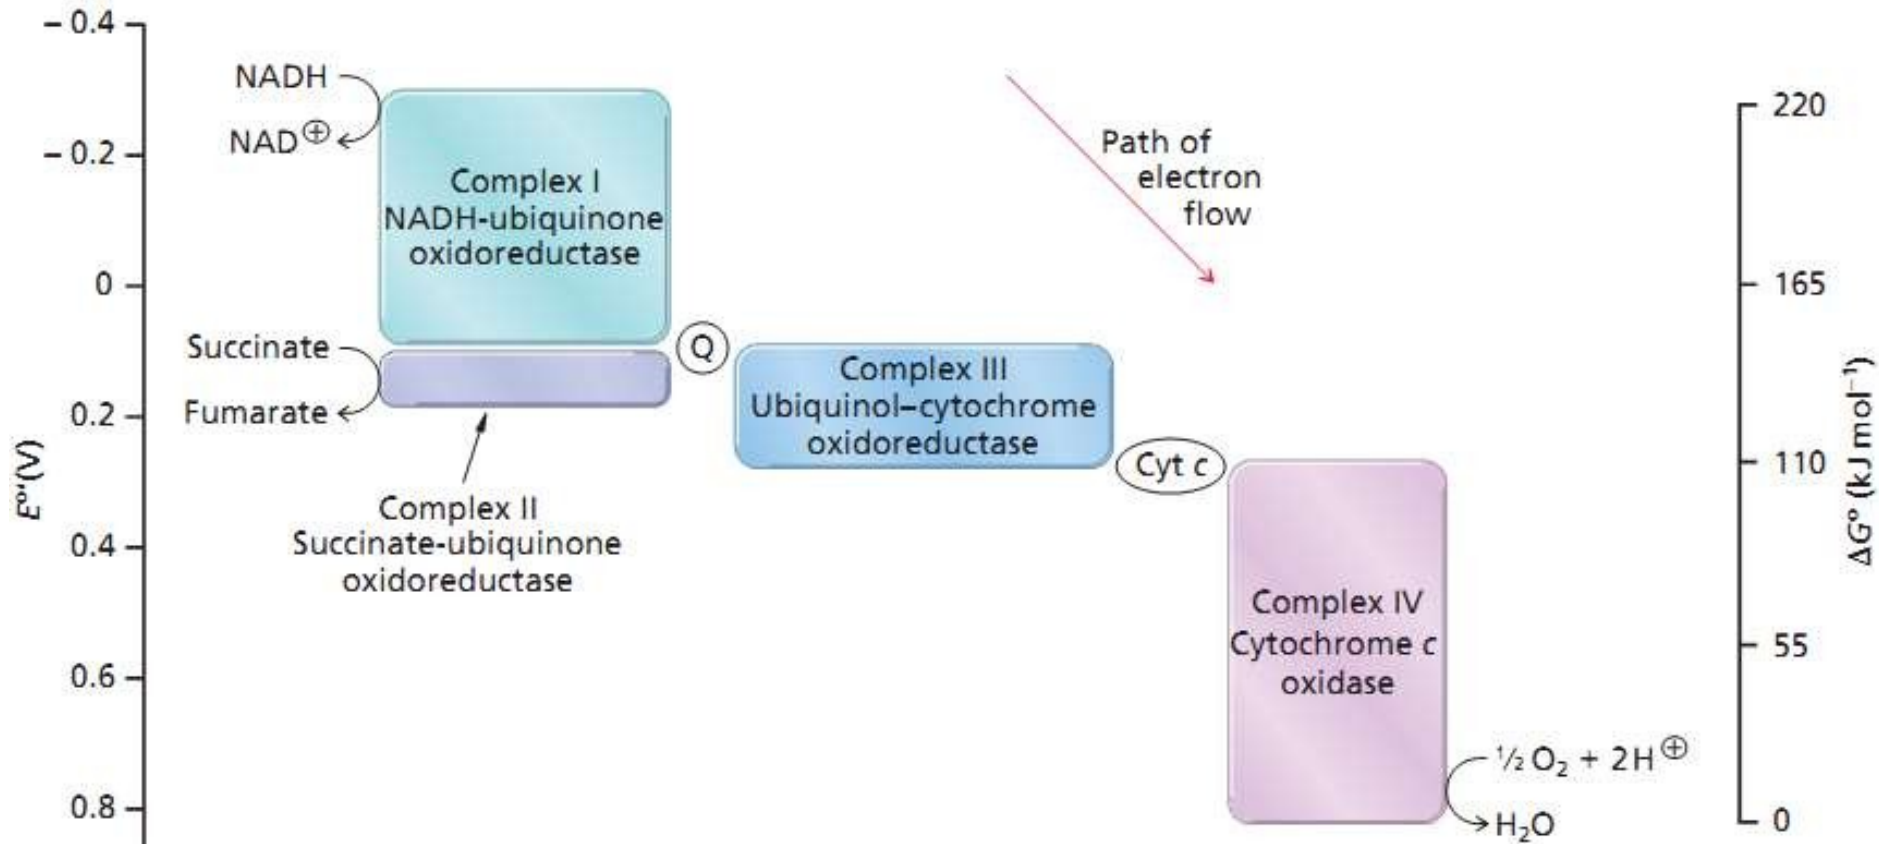 – 0.4
– 0.2
0
0.2
0.4
0.6
0.8
E°′(V)
NADH
NAD⊕
Complex I
NADH-ubiquinone
oxidoreductase
Succinate
Fumarate
Complex II
Succinate-ubiquinone
oxidoreductase
Q
Complex III
Ubiquinol–cytochrome
oxidoreductase
Cyt c
Complex IV
Cytochrome c
oxidase
½ O₂ + 2H⊕
H₂O
Path of
electron
flow
220
165
110
55
0
ΔG° (kJ mol⁻¹)